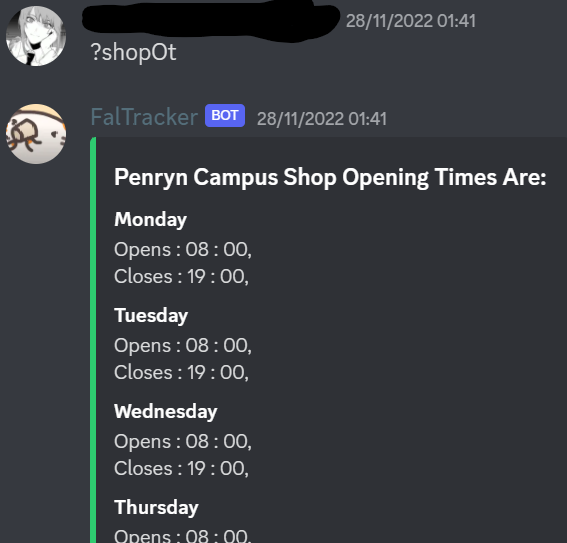 28/11/2022 01:41
?shopOt
FalTracker BOT 28/11/2022 01:41
Penryn Campus Shop Opening Times Are:
Monday
Opens : 08 : 00,
Closes : 19 : 00,
Tuesday
Opens : 08 : 00,
Closes : 19 : 00,
Wednesday
Opens : 08 : 00,
Closes : 19 : 00,
Thursday
Opens : 08 : 00,